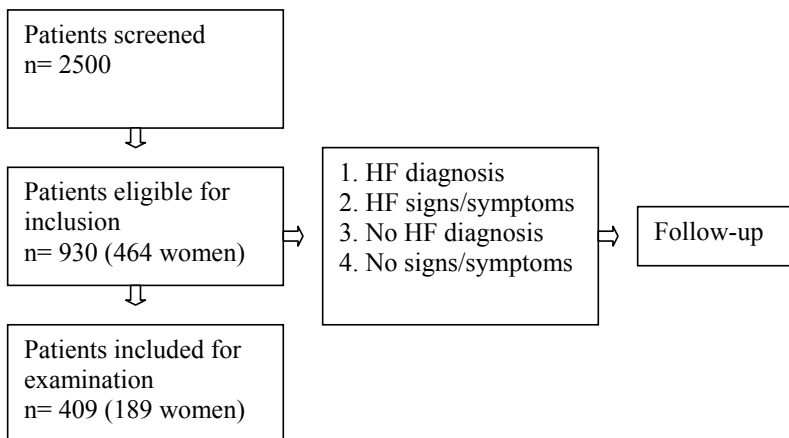 Patients screened
n= 2500
Patients eligible for
inclusion
n= 930 (464 women)
1. HF diagnosis
2. HF signs/symptoms
3. No HF diagnosis
4. No signs/symptoms
Follow-up
Patients included for
examination
n= 409 (189 women)